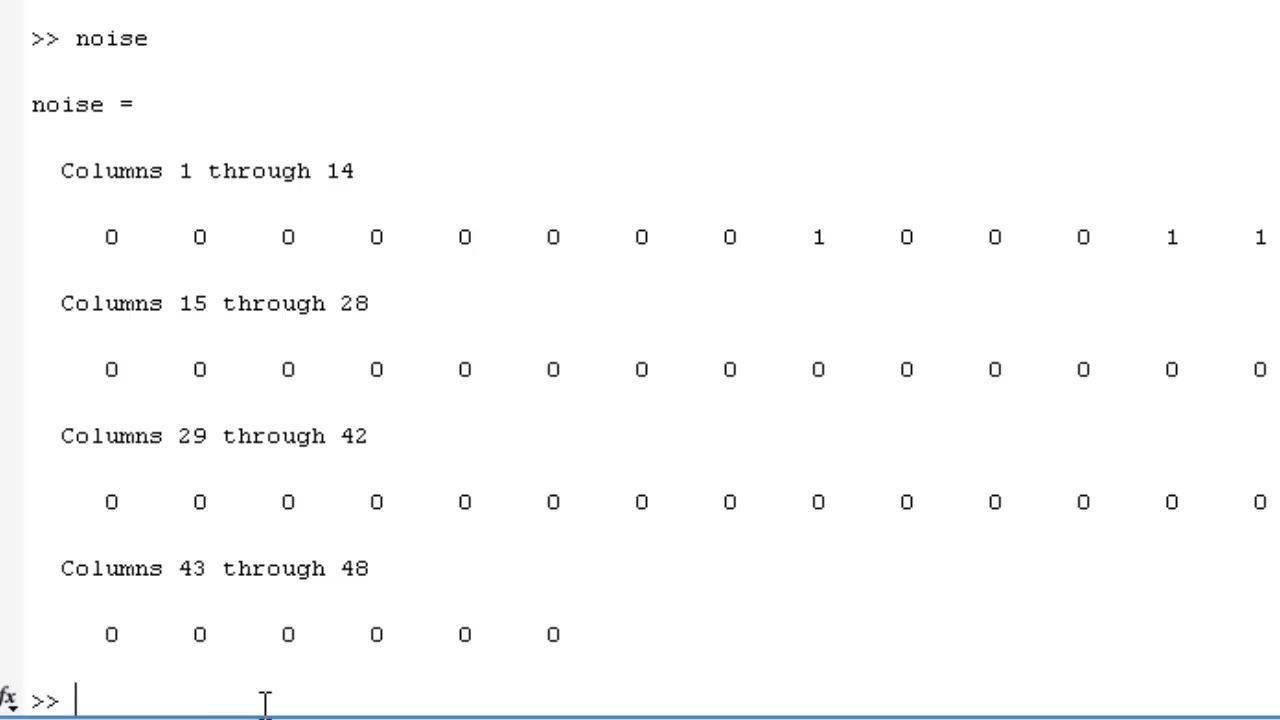 >> noise
noise =
Columns 1 through 14
0 0 0 0 0 0 0 0 1 0 0 0 1 1
Columns 15 through 28
0 0 0 0 0 0 0 0 0 0 0 0 0 0
Columns 29 through 42
0 0 0 0 0 0 0 0 0 0 0 0 0 0
Columns 43 through 48
0 0 0 0 0 0
fx >>